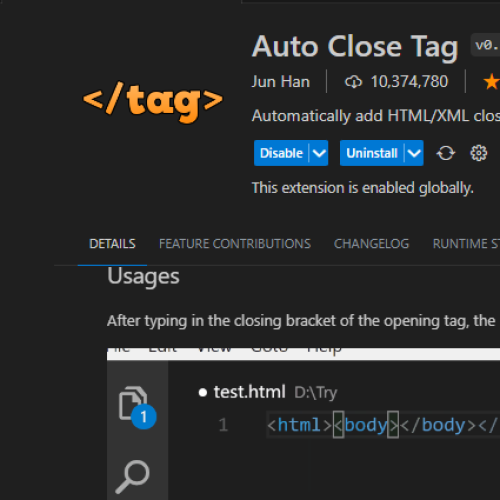 Auto Close Tag v0.
</tag>
Jun Han 10,374,780
Automatically add HTML/XML clos
Disable Uninstall
This extension is enabled globally.
DETAILS FEATURE CONTRIBUTIONS CHANGELOG RUNTIME S
Usages
After typing in the closing bracket of the opening tag, the
File Edit View Goto Help
test.html D:\Try
1
1 <html><body></body></